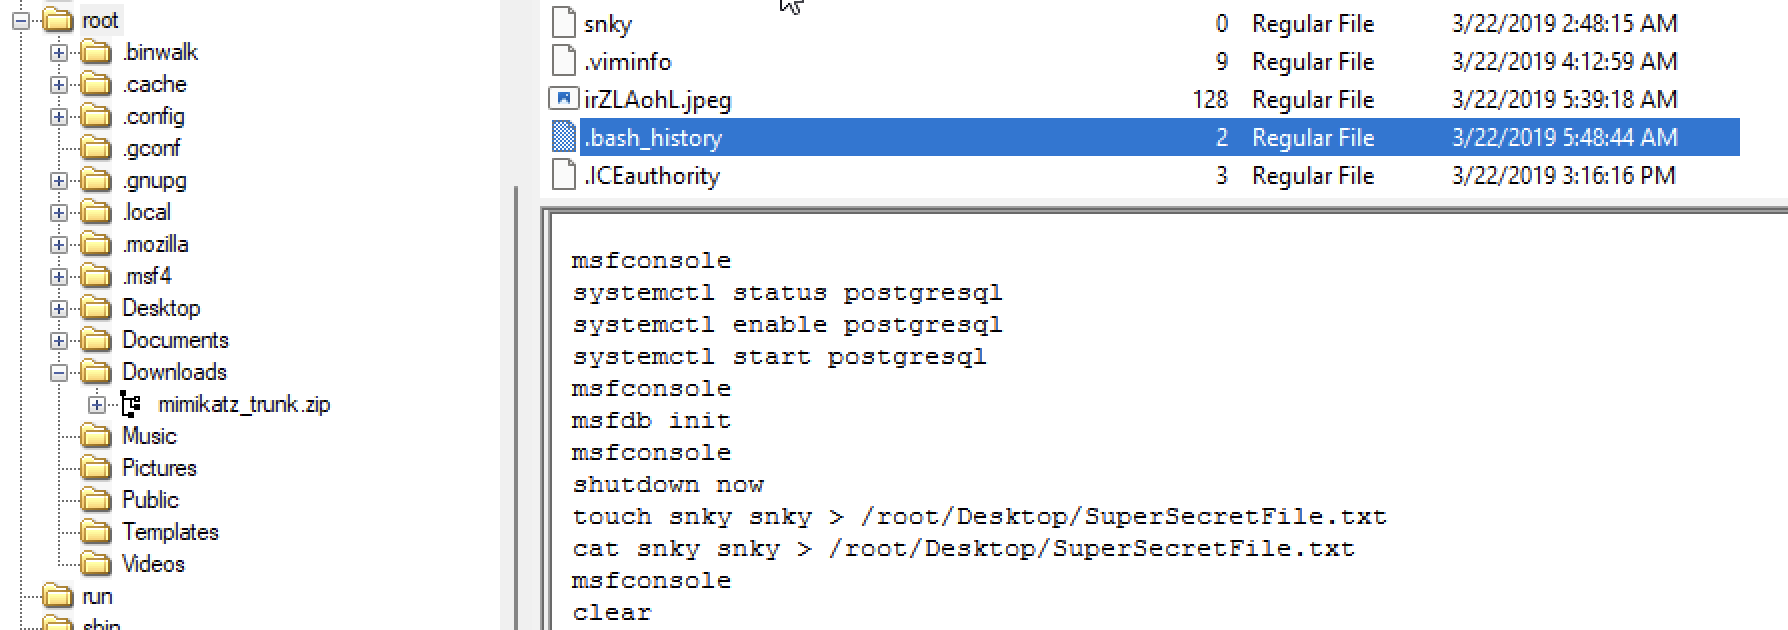 root
.binwalk
.cache
.config
.gconf
.gnupg
.local
.mozilla
.msf4
Desktop
Documents
Downloads
mimikatz_trunk.zip
Music
Pictures
Public
Templates
Videos
run
sbin
snky 0 Regular File 3/22/2019 2:48:15 AM
.viminfo 9 Regular File 3/22/2019 4:12:59 AM
irZLAohL.jpeg 128 Regular File 3/22/2019 5:39:18 AM
.bash_history 2 Regular File 3/22/2019 5:48:44 AM
.ICEauthority 3 Regular File 3/22/2019 3:16:16 PM
msfconsole
systemctl status postgresql
systemctl enable postgresql
systemctl start postgresql
msfconsole
msfdb init
msfconsole
shutdown now
touch snky snky > /root/Desktop/SuperSecretFile.txt
cat snky snky > /root/Desktop/SuperSecretFile.txt
msfconsole
clear